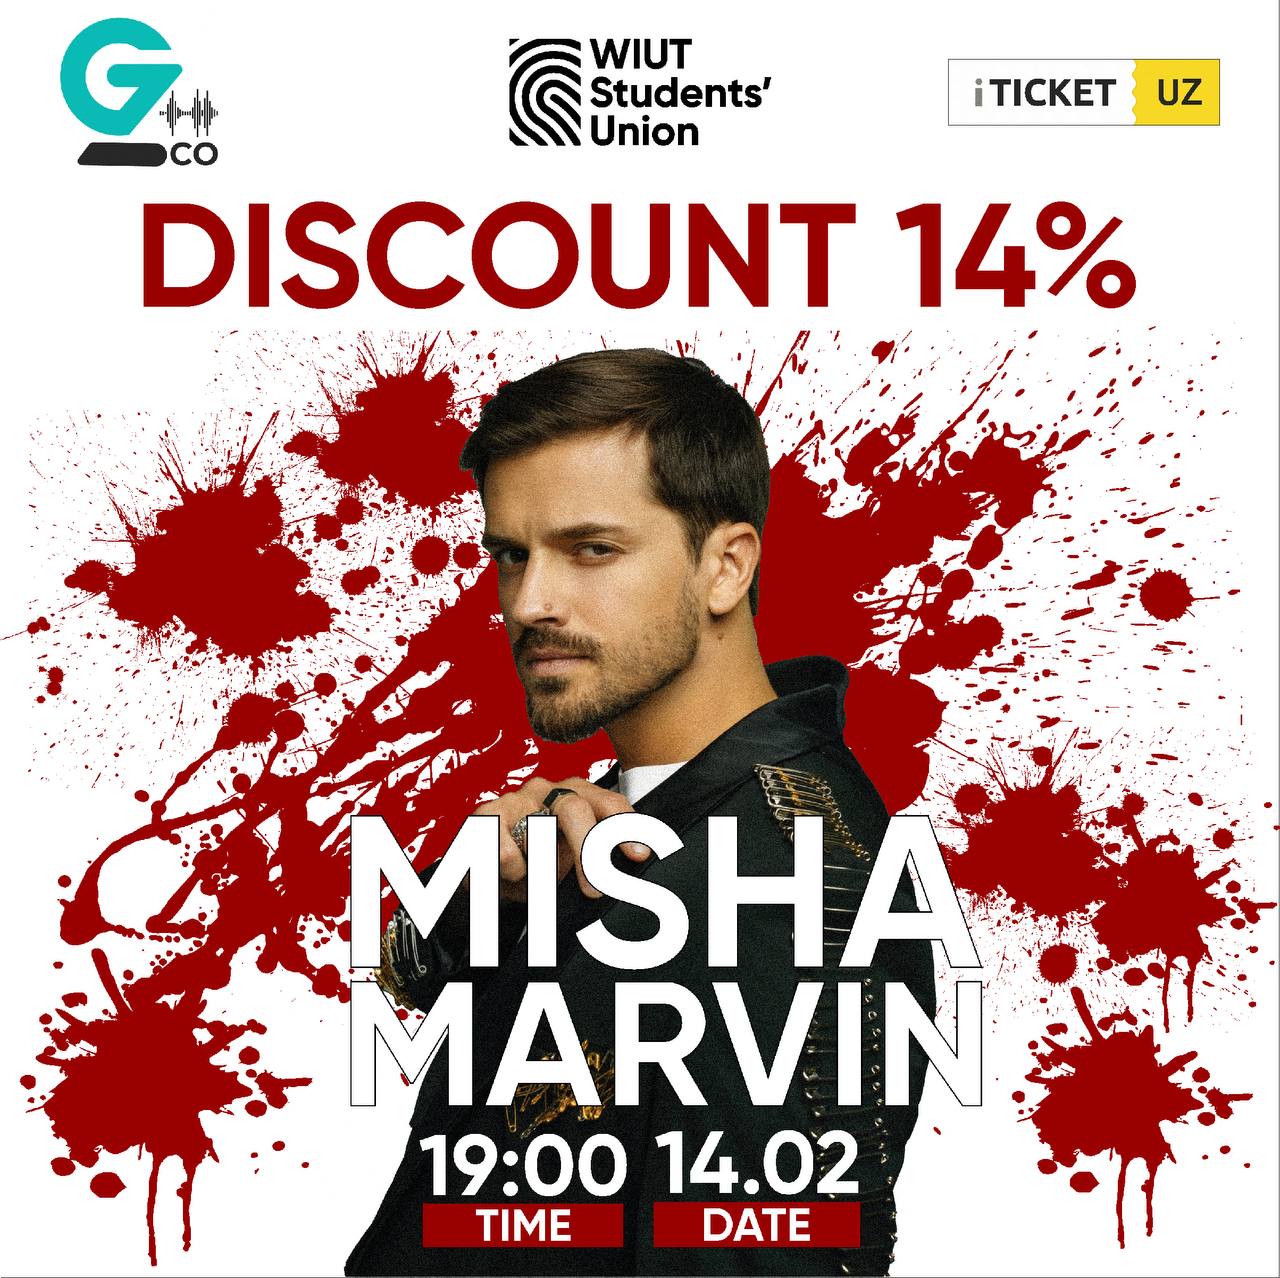 CO
WIUT
Students'
Union
iTICKET UZ
DISCOUNT 14%
MISHA
MARVIN
19:00 14.02
TIME DATE